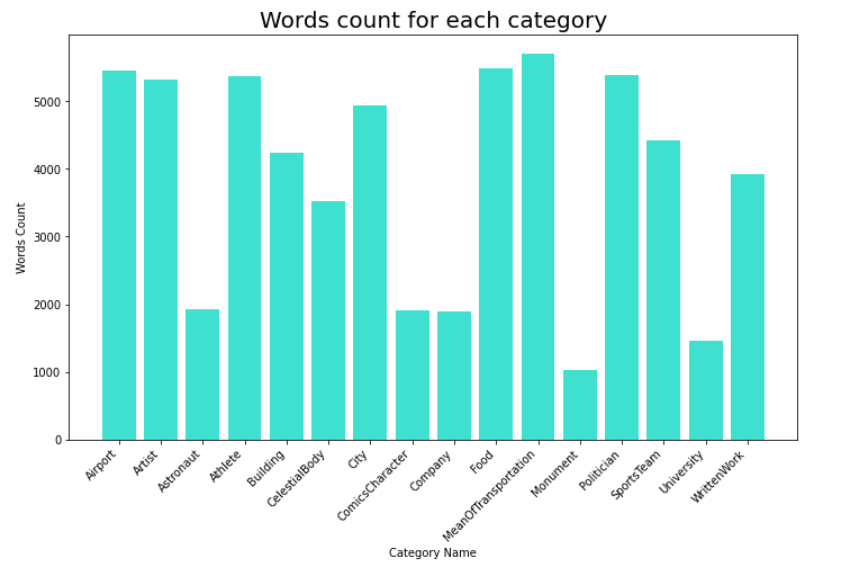 Words count for each category
Words Count
5000
4000
3000
2000
1000
0
Airport
Artist
Astronaut
Athlete
Building
CelestialBody
City
ComicsCharacter
Company
Food
MeanOfTransportation
Monument
Politician
SportsTeam
University
WrittenWork
Category Name